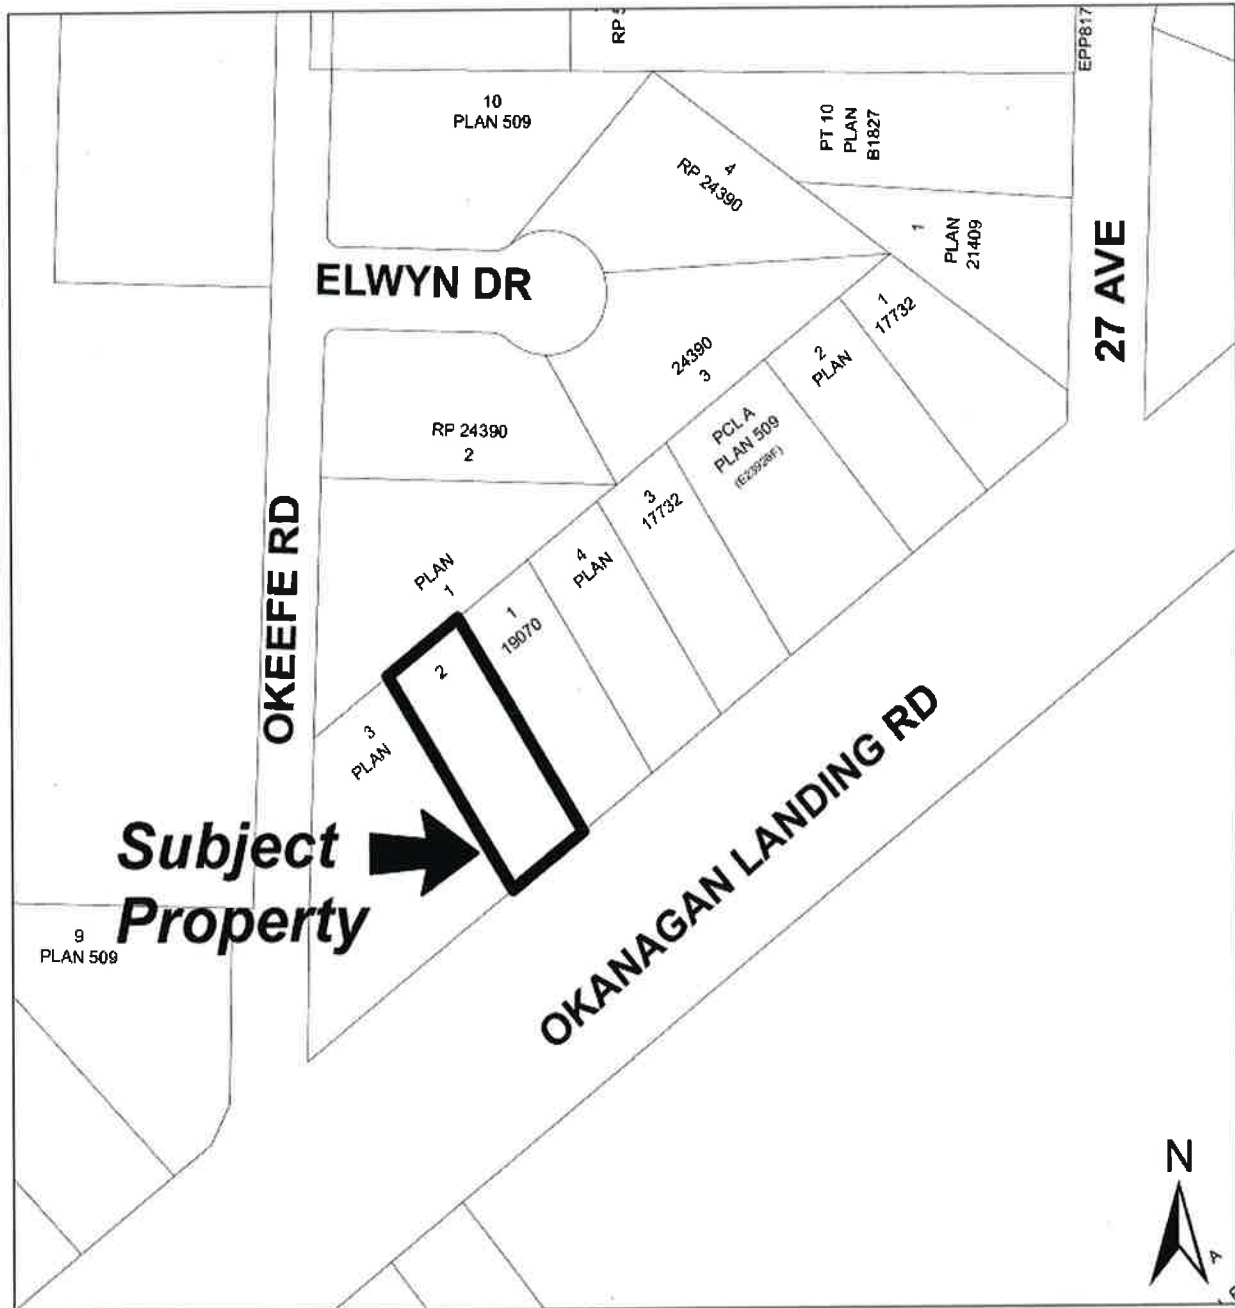 RP
EPP817
10
PLAN 509
PT 10
PLAN
B1827
4
RP 24390
1
PLAN
21409
27 AVE
ELWYN DR
1
17732
2
PLAN
24390
3
PCL A
PLAN 509
RP 24390
2
3
17732
4
PLAN
PLAN
1
1
19070
2
OKEEFE RD
3
PLAN
OKANAGAN LANDING RD
Subject
Property
9
PLAN 509
N
A